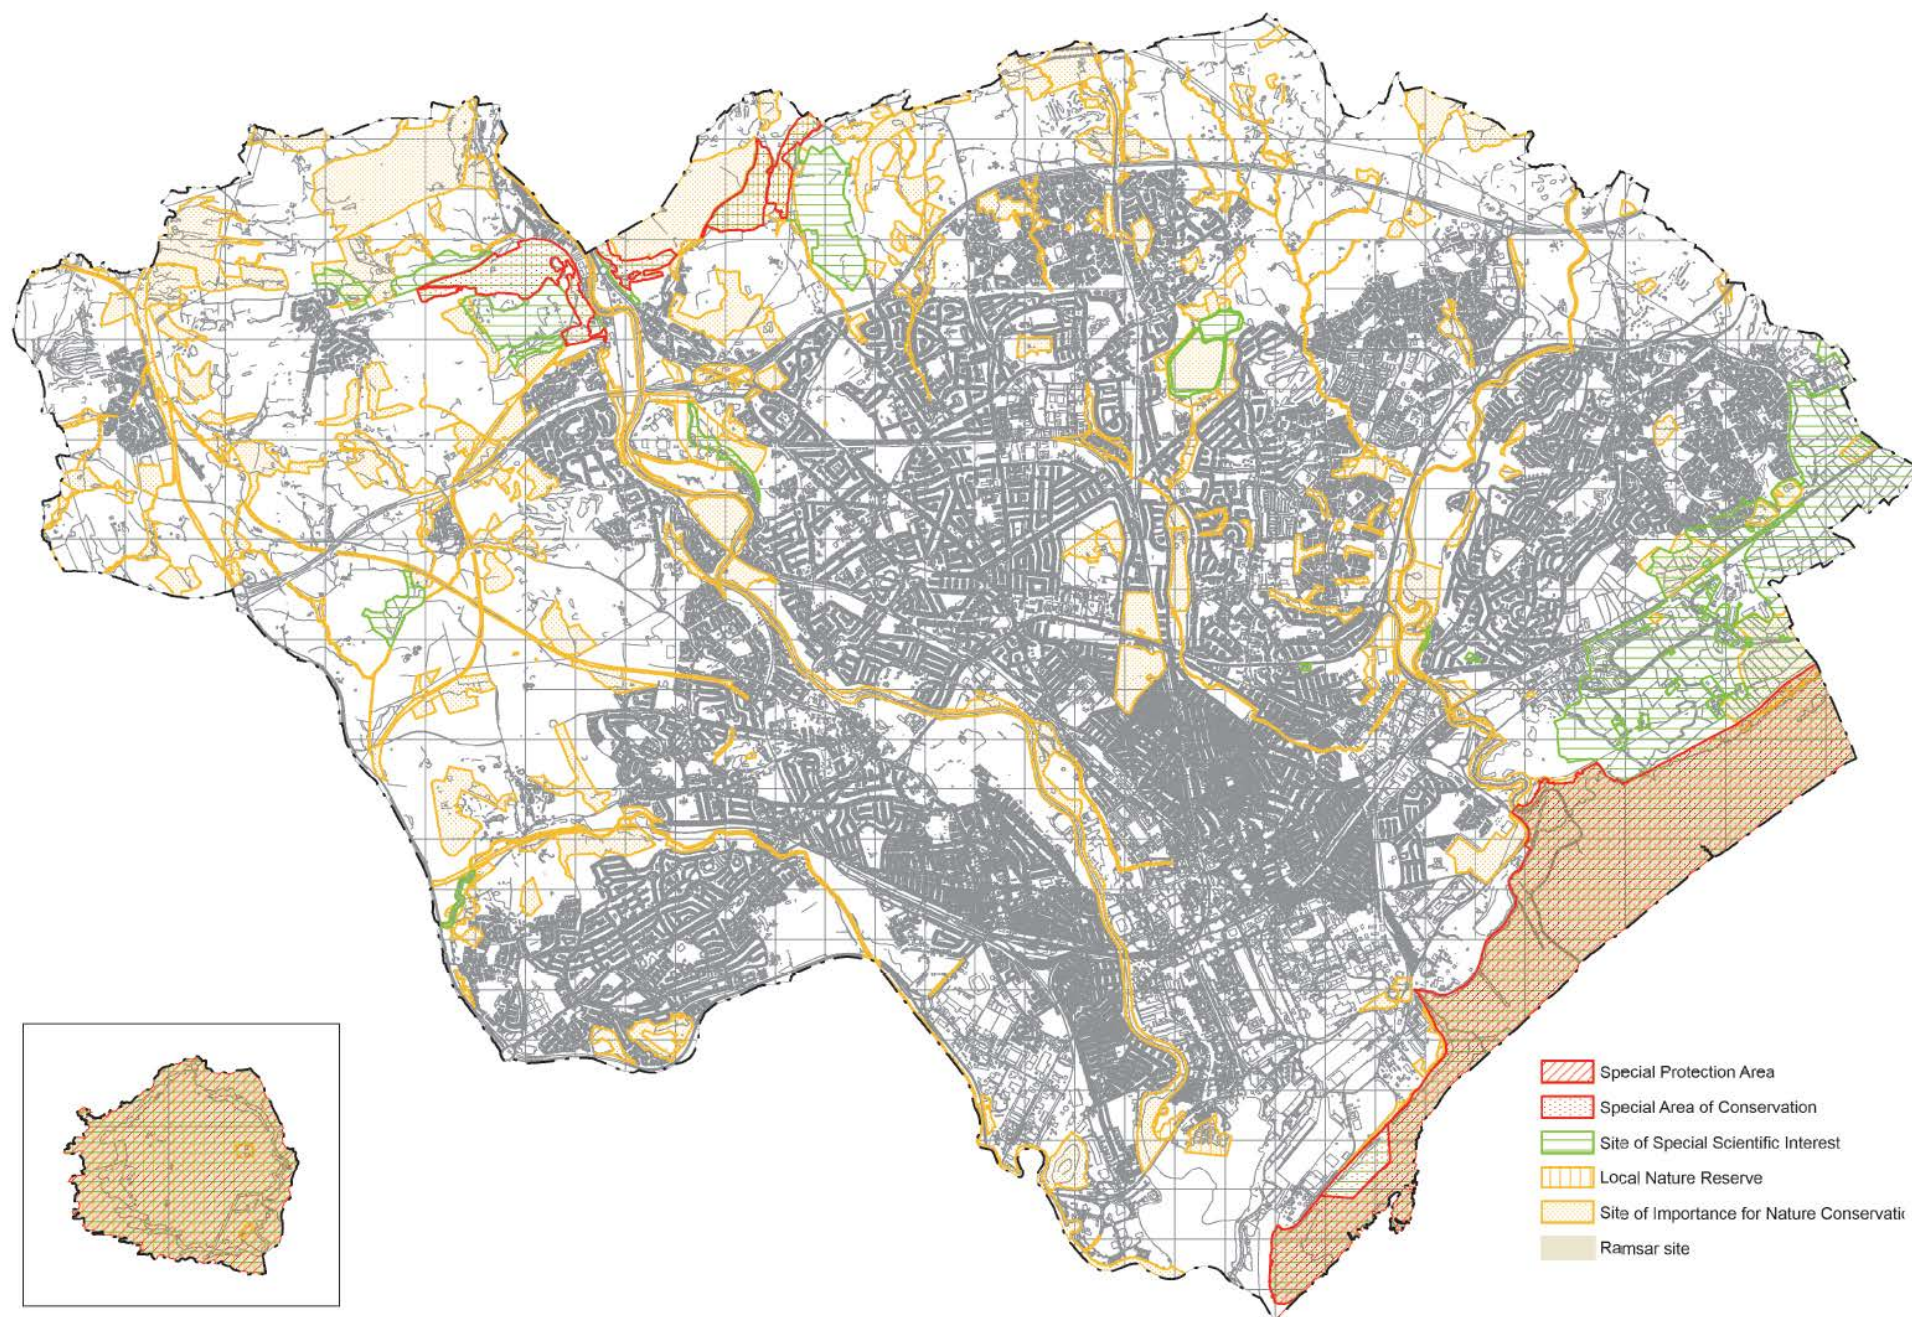 Special Protection Area
Special Area of Conservation
Site of Special Scientific Interest
Local Nature Reserve
Site of Importance for Nature Conservatic
Ramsar site